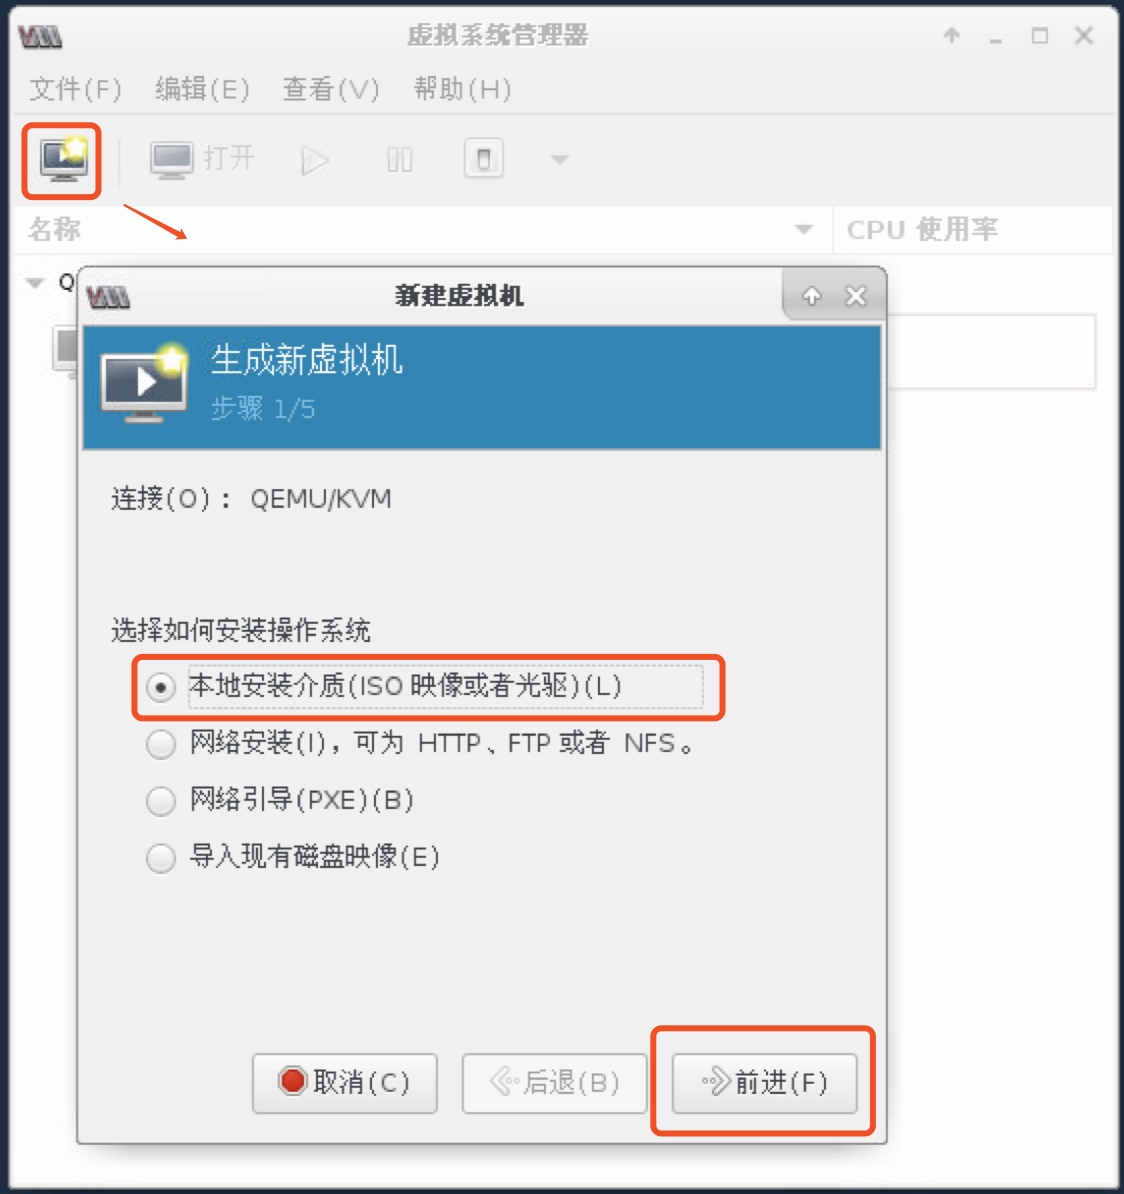 虚拟系统管理器
文件(F) 编辑(E) 查看(V) 帮助(H)
打开
名称 CPU 使用率
Q
新建虚拟机
生成新虚拟机
步骤 1/5
连接(O)： QEMU/KVM
选择如何安装操作系统
本地安装介质(ISO 映像或者光驱)(L)
网络安装(I)，可为 HTTP、FTP 或者 NFS。
网络引导(PXE)(B)
导入现有磁盘映像(E)
取消(C) 后退(B) 前进(F)